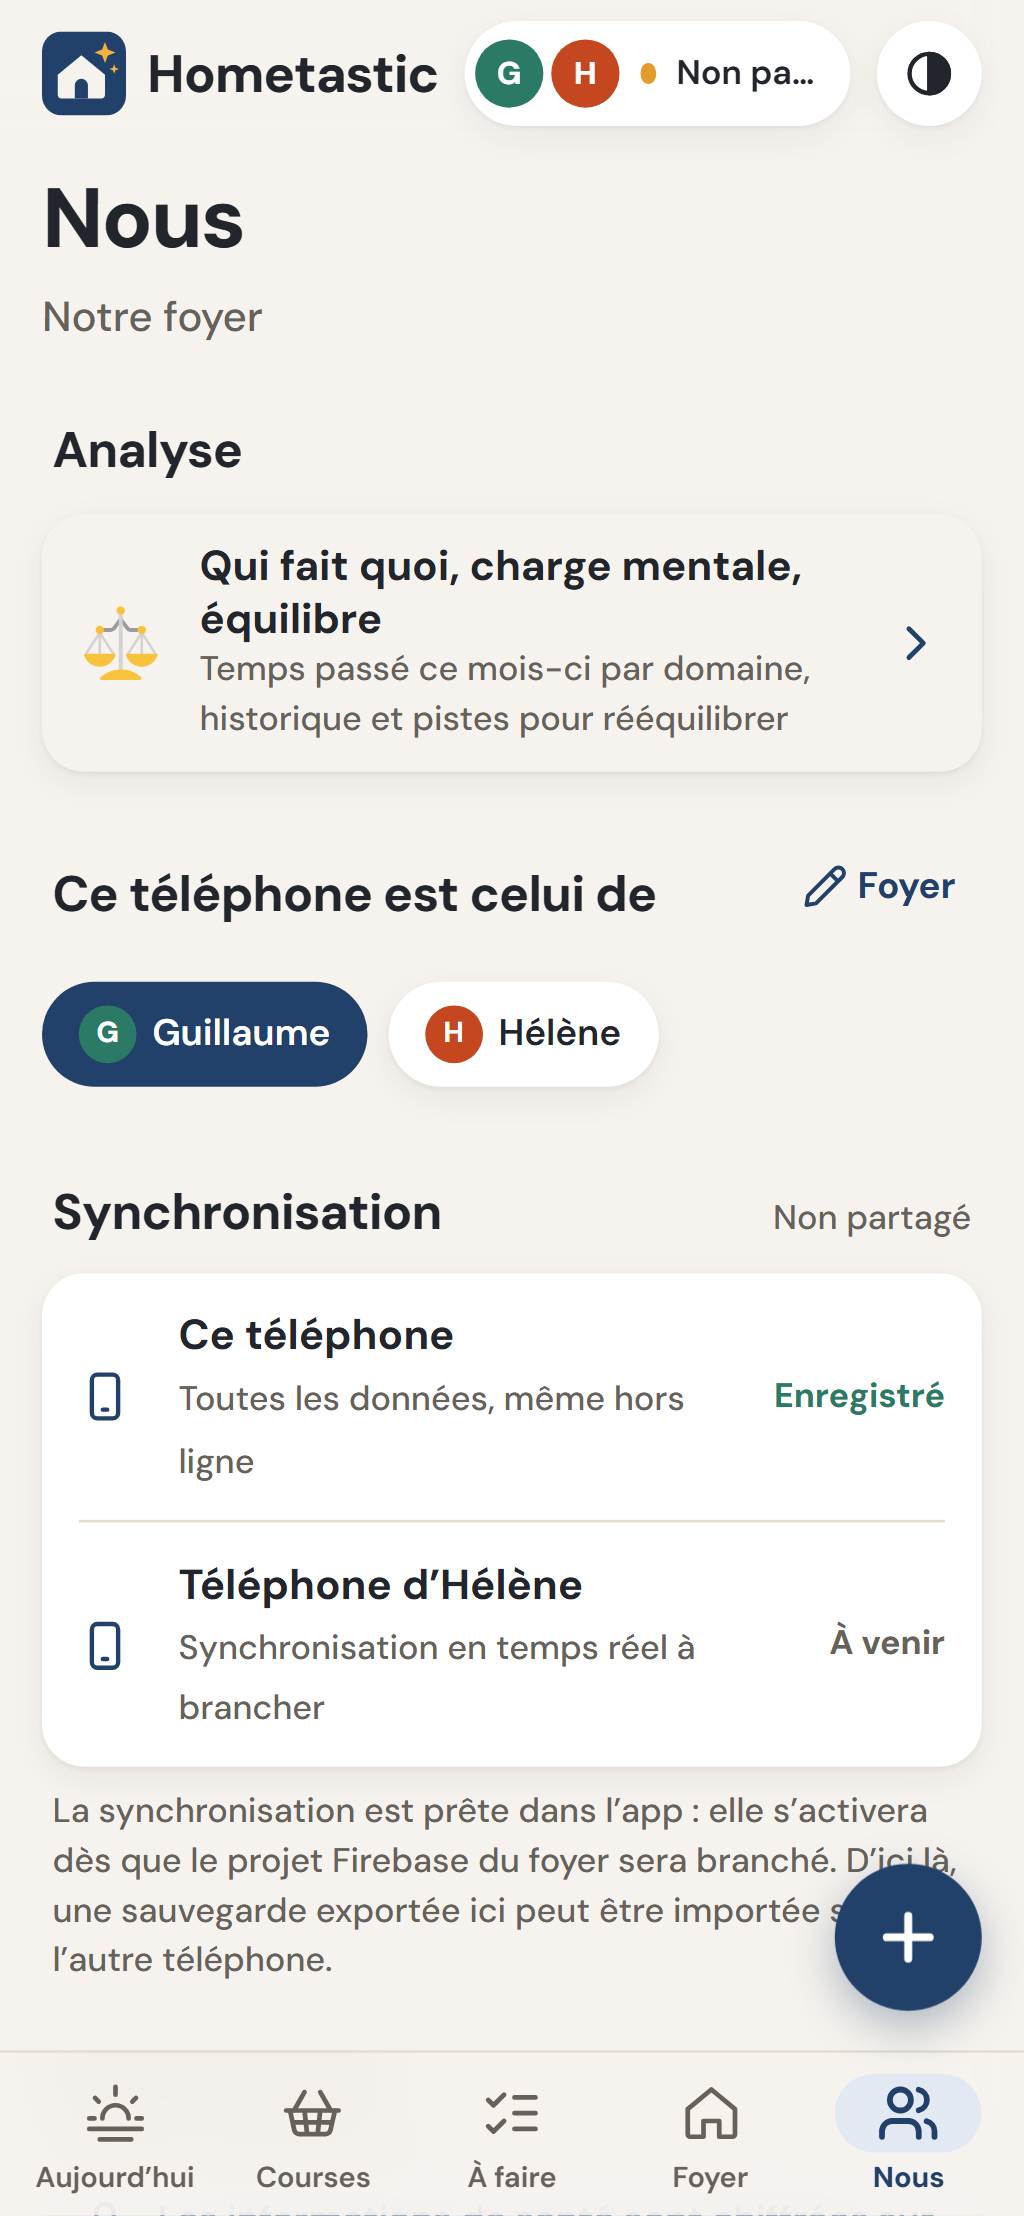 Hometastic
G H Non pa...
Nous
Notre foyer
Analyse
Qui fait quoi, charge mentale,
équilibre
Temps passé ce mois-ci par domaine,
historique et pistes pour rééquilibrer
Ce téléphone est celui de
Foyer
G Guillaume
H Hélène
Synchronisation
Non partagé
Ce téléphone
Toutes les données, même hors
ligne
Enregistré
Téléphone d’Hélène
Synchronisation en temps réel à
brancher
À venir
La synchronisation est prête dans l’app : elle s’activera
dès que le projet Firebase du foyer sera branché. D’ici là,
une sauvegarde exportée ici peut être importée
l’autre téléphone.
Aujourd’hui
Courses
À faire
Foyer
Nous